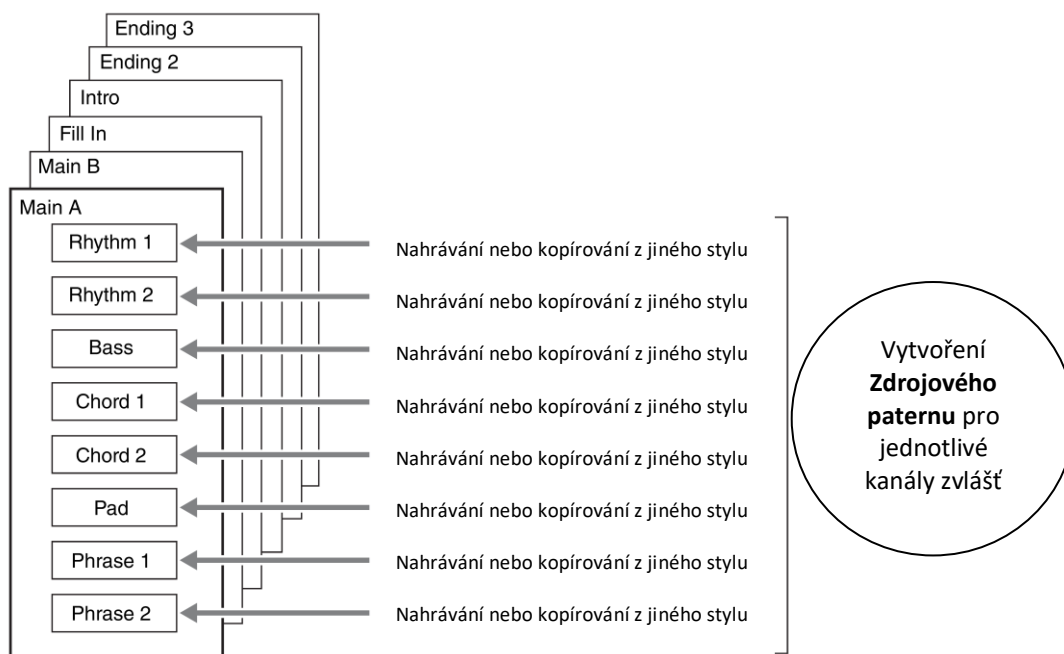 Ending 3
Ending 2
Intro
Fill In
Main B
Main A
Rhythm 1
Nahrávání nebo kopírování z jiného stylu
Rhythm 2
Nahrávání nebo kopírování z jiného stylu
Bass
Nahrávání nebo kopírování z jiného stylu
Chord 1
Nahrávání nebo kopírování z jiného stylu
Chord 2
Nahrávání nebo kopírování z jiného stylu
Pad
Nahrávání nebo kopírování z jiného stylu
Phrase 1
Nahrávání nebo kopírování z jiného stylu
Phrase 2
Nahrávání nebo kopírování z jiného stylu
Vytvoření
Zdrojového
paternu pro
jednotlivé
kanály zvlášť